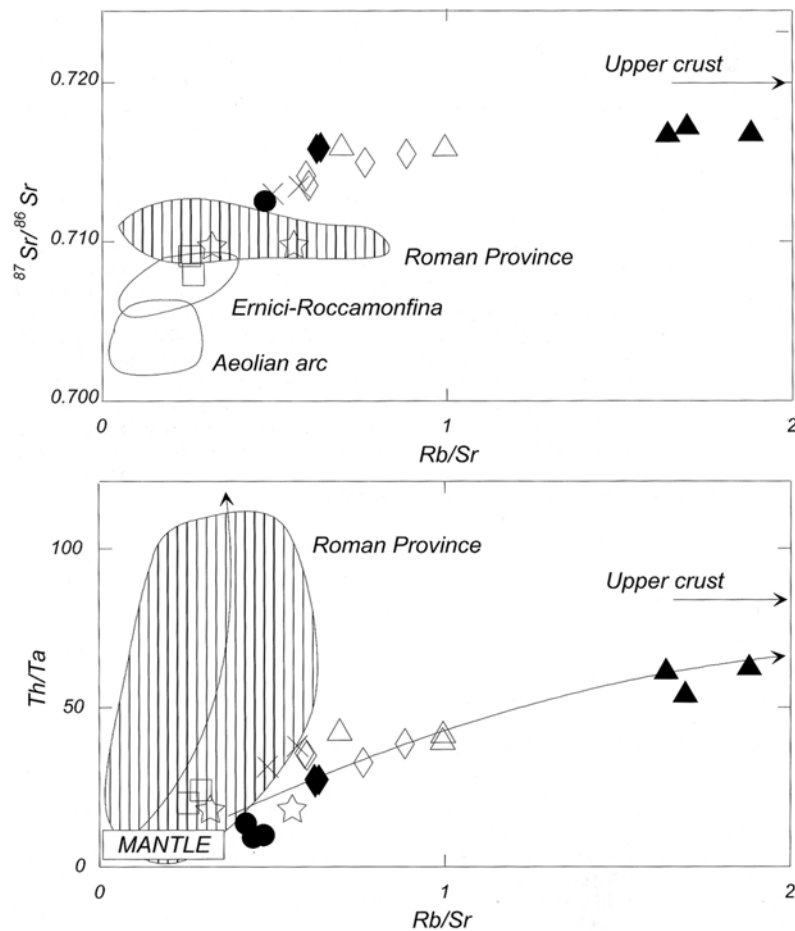 0.720
Upper crust
⁸⁷Sr/⁸⁶Sr
0.710
Roman Province
Ernici-Roccamonfina
Aeolian arc
0.700
0
1
2
Rb/Sr
100
Roman Province
Upper crust
Th/Ta
50
MANTLE
0
0
1
2
Rb/Sr